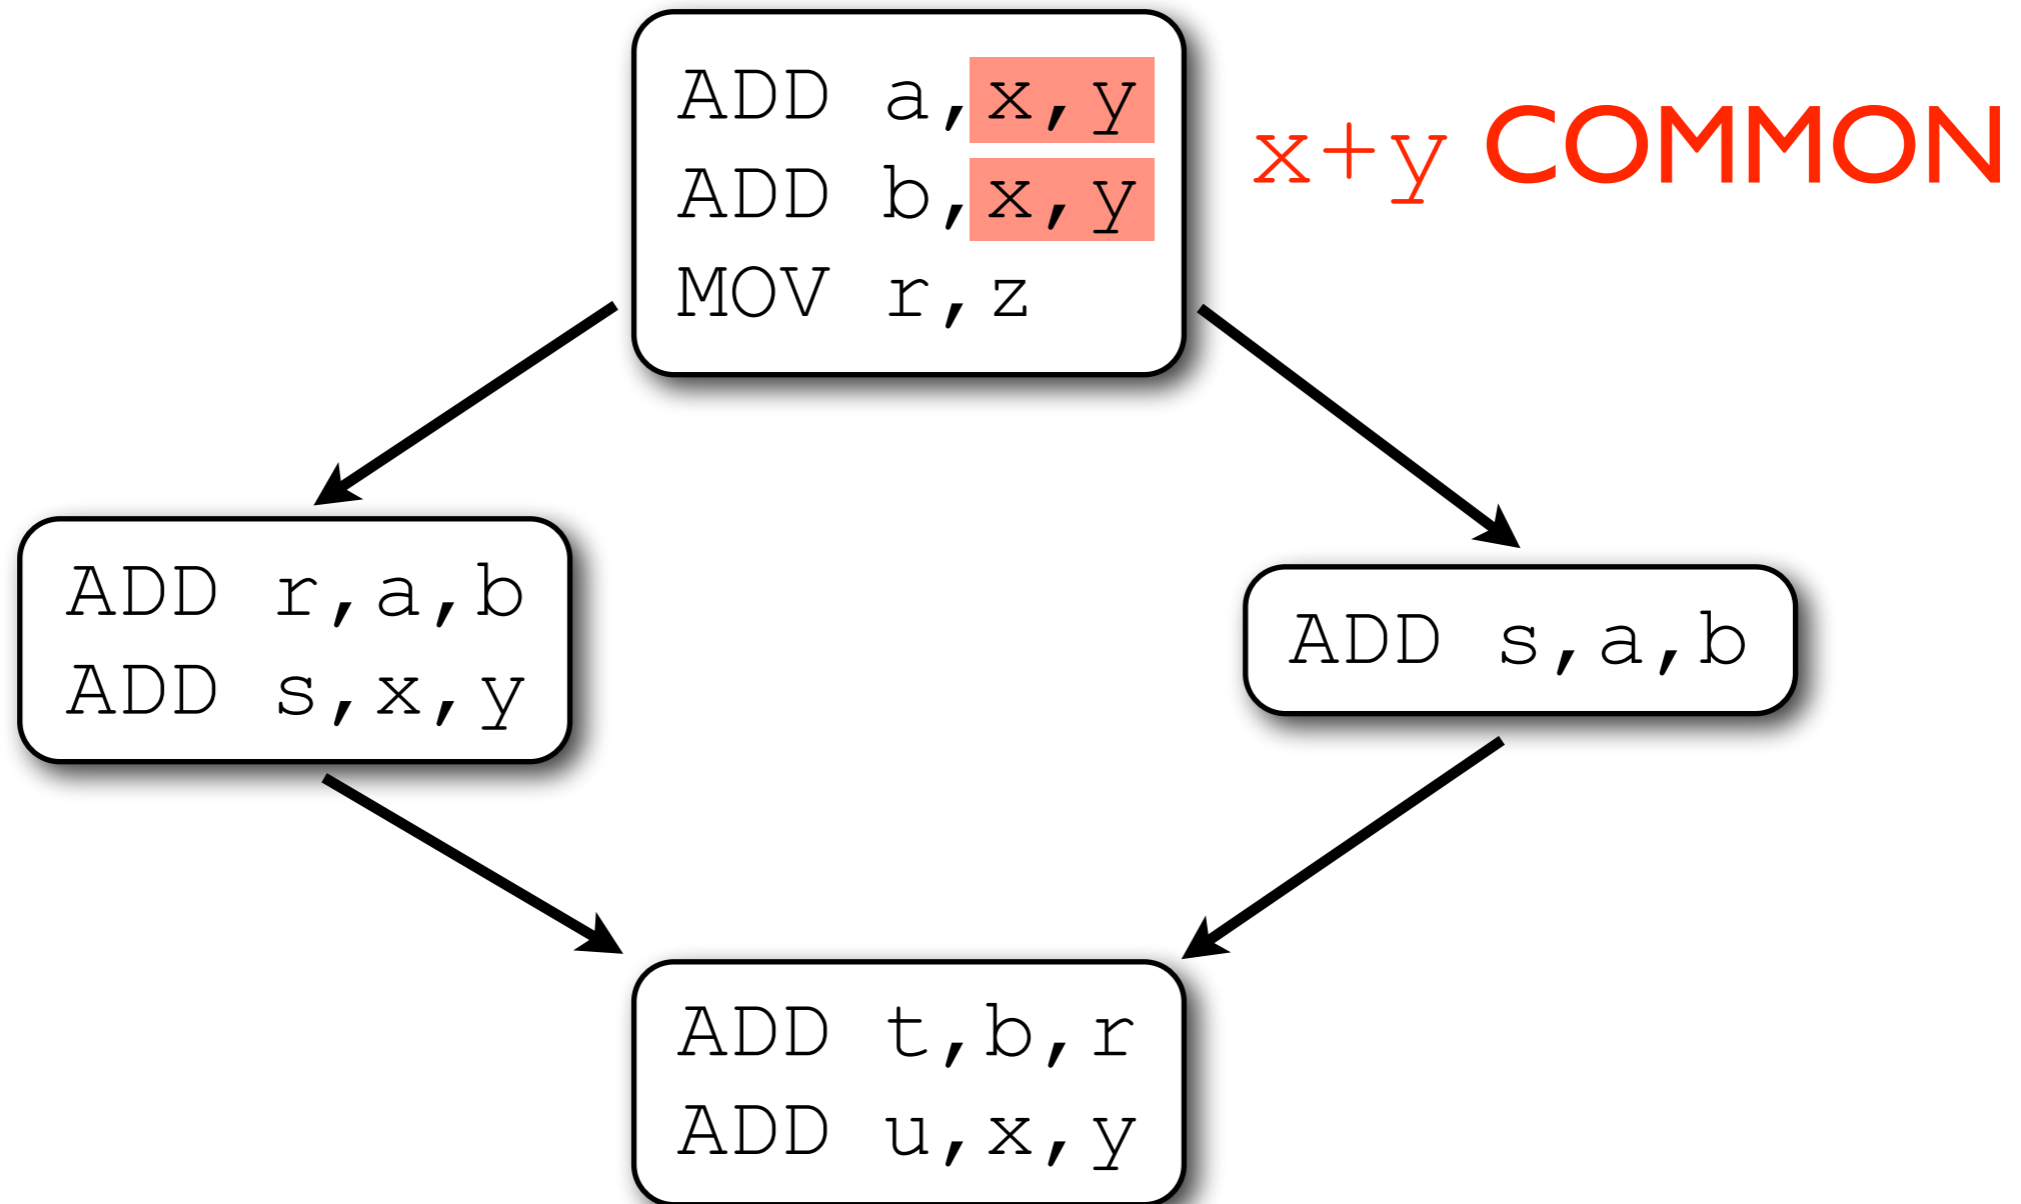 ADD a,x,y
ADD b,x,y
MOV r,z
x+y COMMON
ADD r,a,b
ADD s,x,y
ADD s,a,b
ADD t,b,r
ADD u,x,y